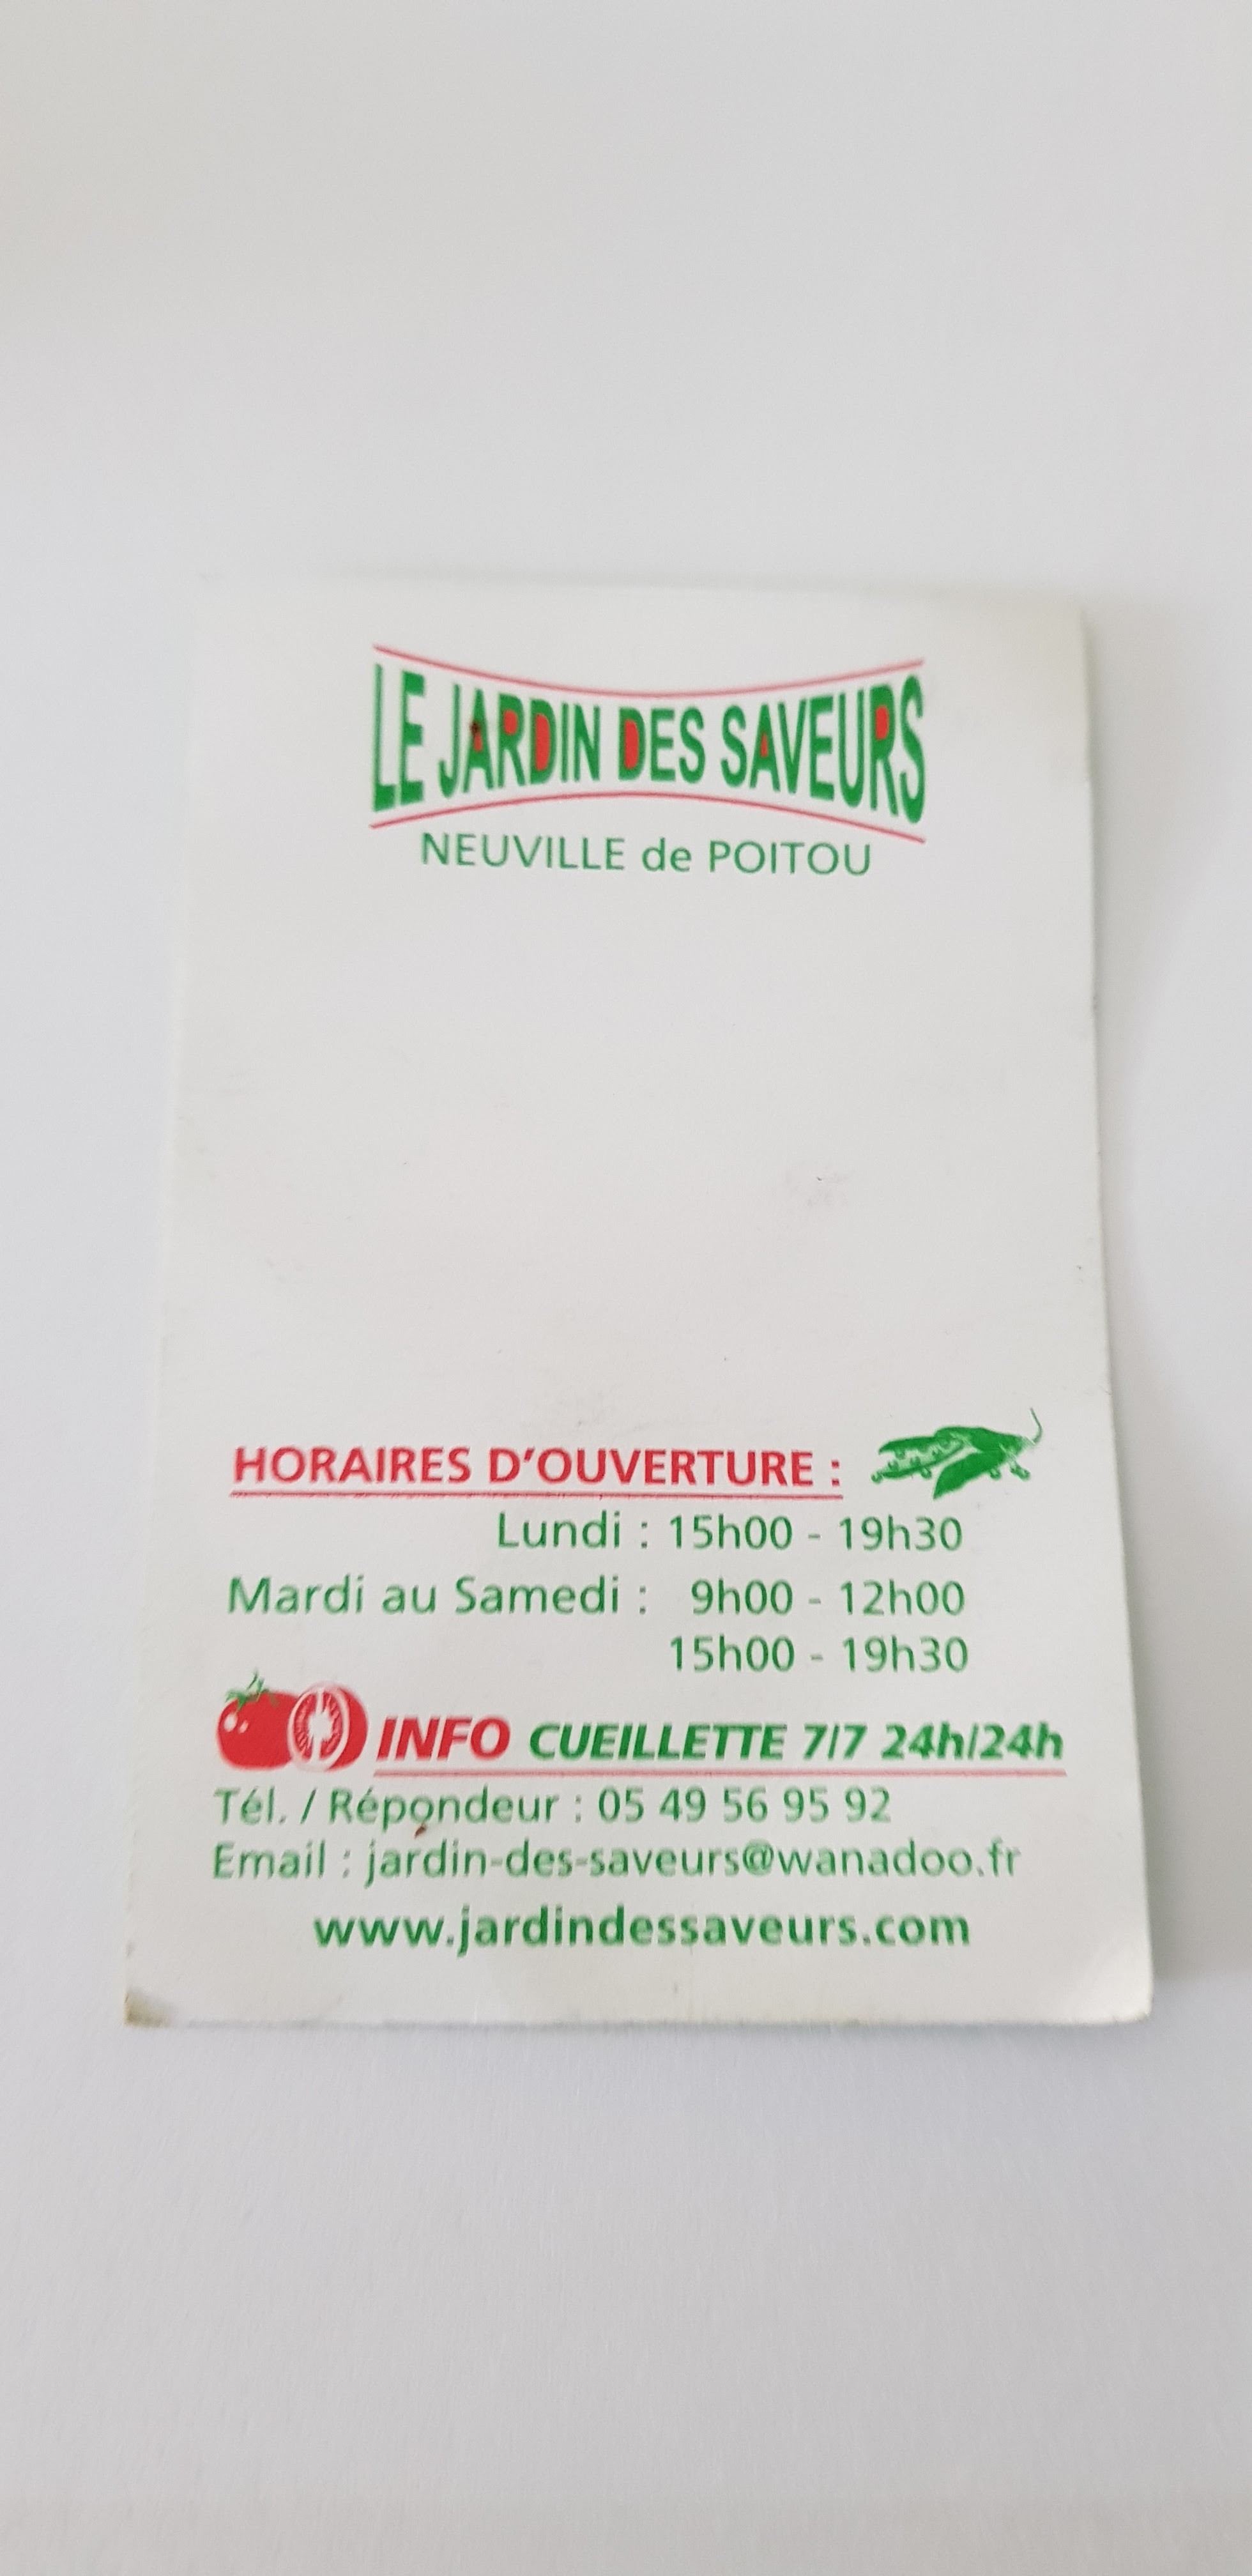 LE JARDIN DES SAVEURS
NEUVILLE de POITOU
HORAIRES D'OUVERTURE :
Lundi : 15h00 - 19h30
Mardi au Samedi : 9h00 - 12h00
15h00 - 19h30
INFO CUEILLETTE 7/7 24h/24h
Tél. / Répondeur : 05 49 56 95 92
Email : jardin-des-saveurs@wanadoo.fr
www.jardindessaveurs.com